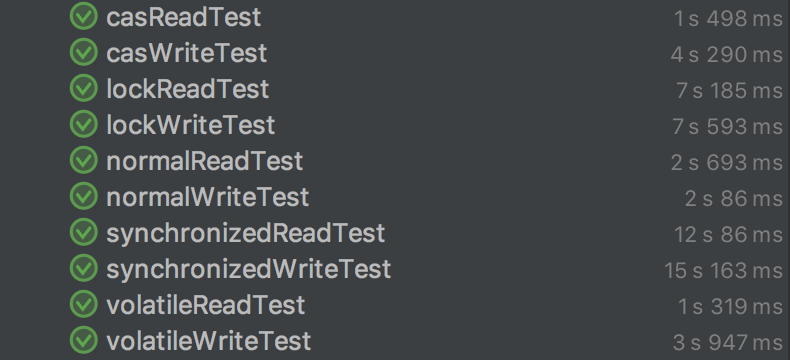 casReadTest 1 s 498 ms
casWriteTest 4 s 290 ms
lockReadTest 7 s 185 ms
lockWriteTest 7 s 593 ms
normalReadTest 2 s 693 ms
normalWriteTest 2 s 86 ms
synchronizedReadTest 12 s 86 ms
synchronizedWriteTest 15 s 163 ms
volatileReadTest 1 s 319 ms
volatileWriteTest 3 s 947 ms